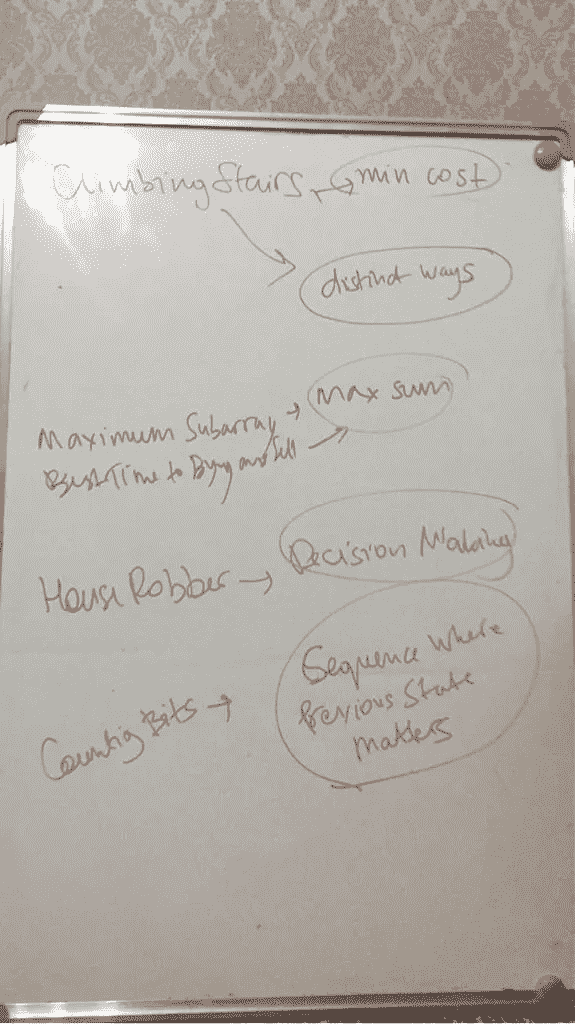 Climbing Stairs → min cost
distinct ways
Maximum Subarray → Max sum
Best Time to Buy and Sell →
House Robber → Decision Making
Counting Bits → Sequence Where
Previous State
matters